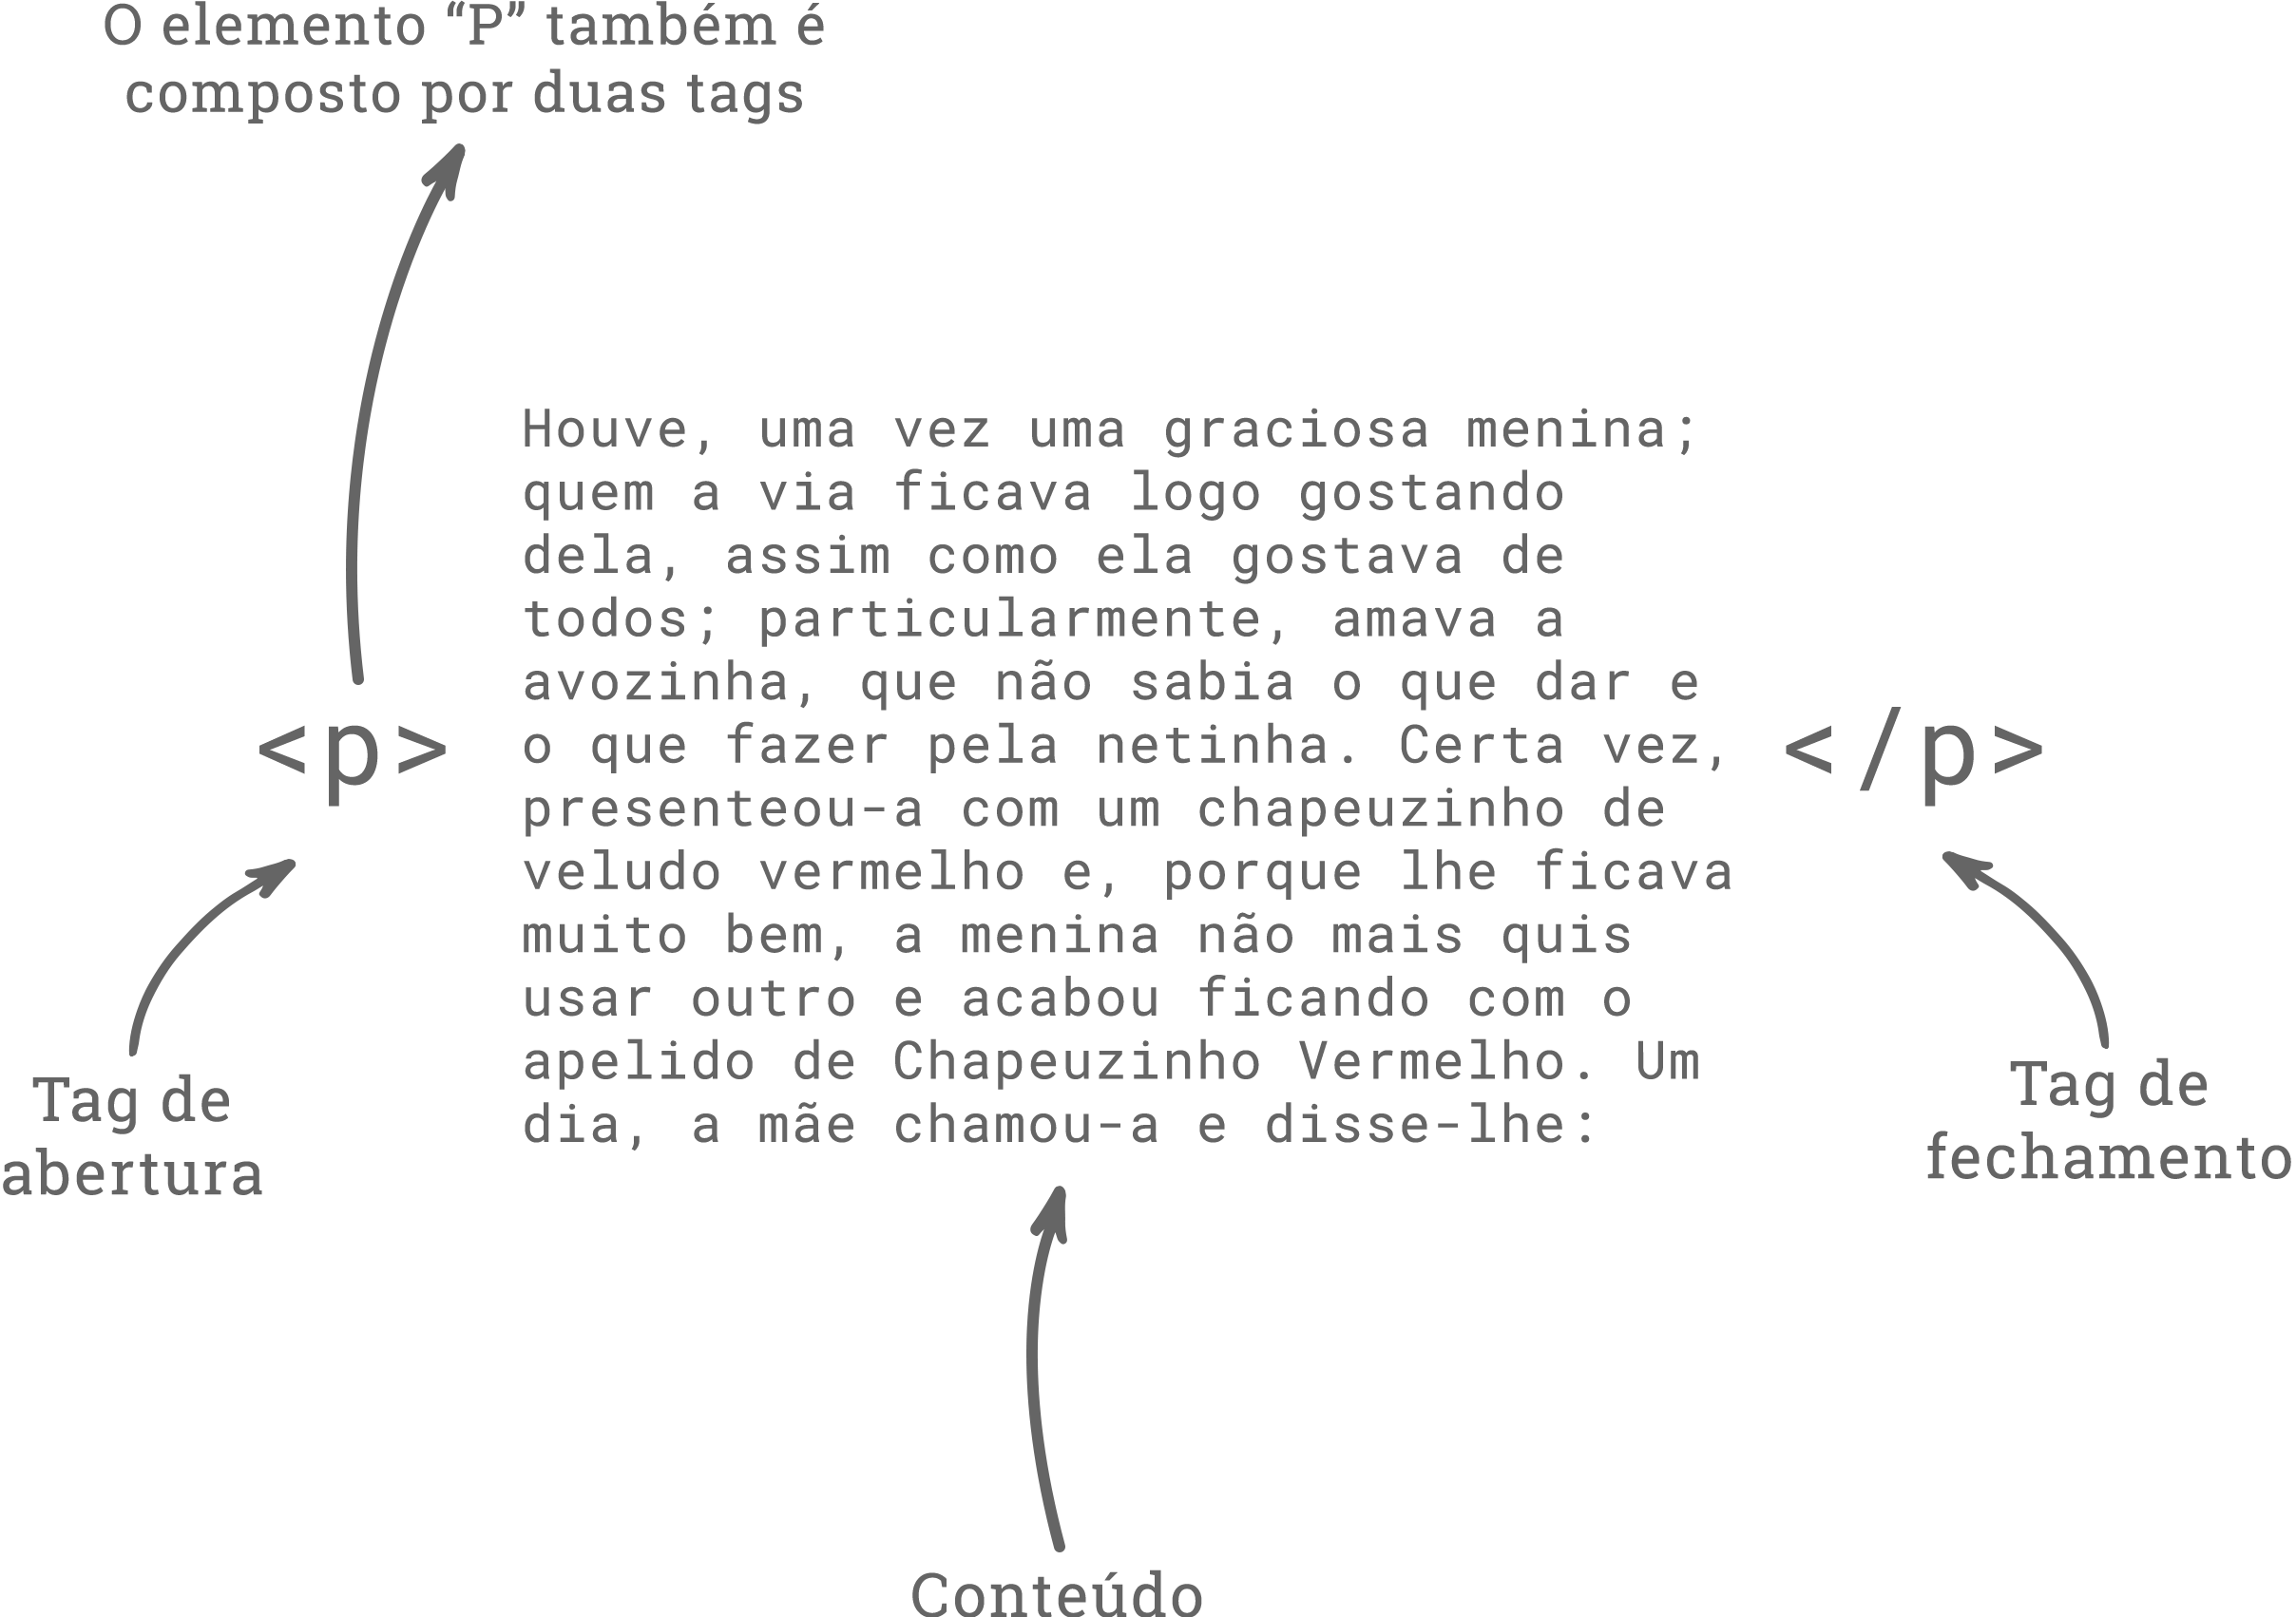 O elemento “P” também é
composto por duas tags
Houve, uma vez uma graciosa menina;
quem a via ficava logo gostando
dela, assim como ela gostava de
todos; particularmente, amava a
avozinha, que não sabia o que dar e
o que fazer pela netinha. Certa vez,
presenteou-a com um chapeuzinho de
veludo vermelho e, porque lhe ficava
muito bem, a menina não mais quis
usar outro e acabou ficando com o
apelido de Chapeuzinho Vermelho. Um
dia, a mâe chamou-a e disse-lhe:
<p>
</p>
Tag de
abertura
Tag de
fechamento
Conteúdo